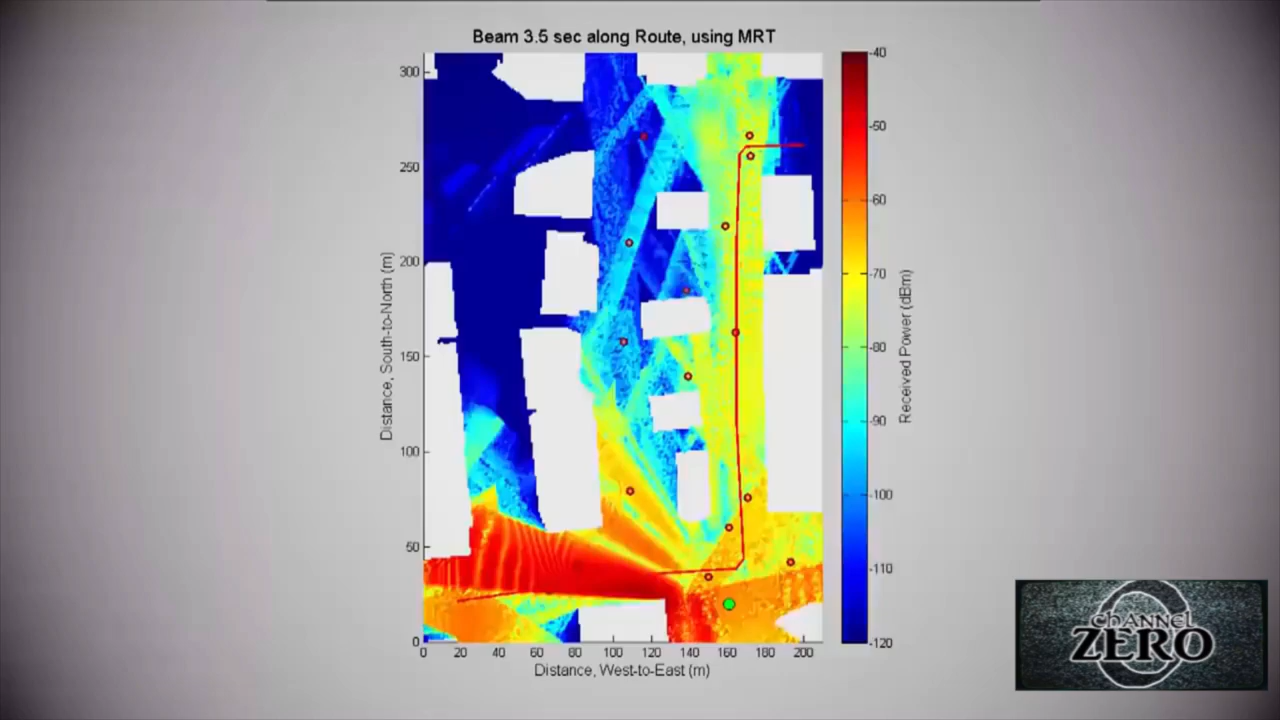 Beam 3.5 sec along Route, using MRT
300
250
200
150
100
50
0
0 20 40 60 80 100 120 140 160 180 200
Distance, West-to-East (m)
Distance, South-to-North (m)
-40
-50
-60
-70
-80
-90
-100
-110
-120
Received Power (dBm)
channel
ZERO